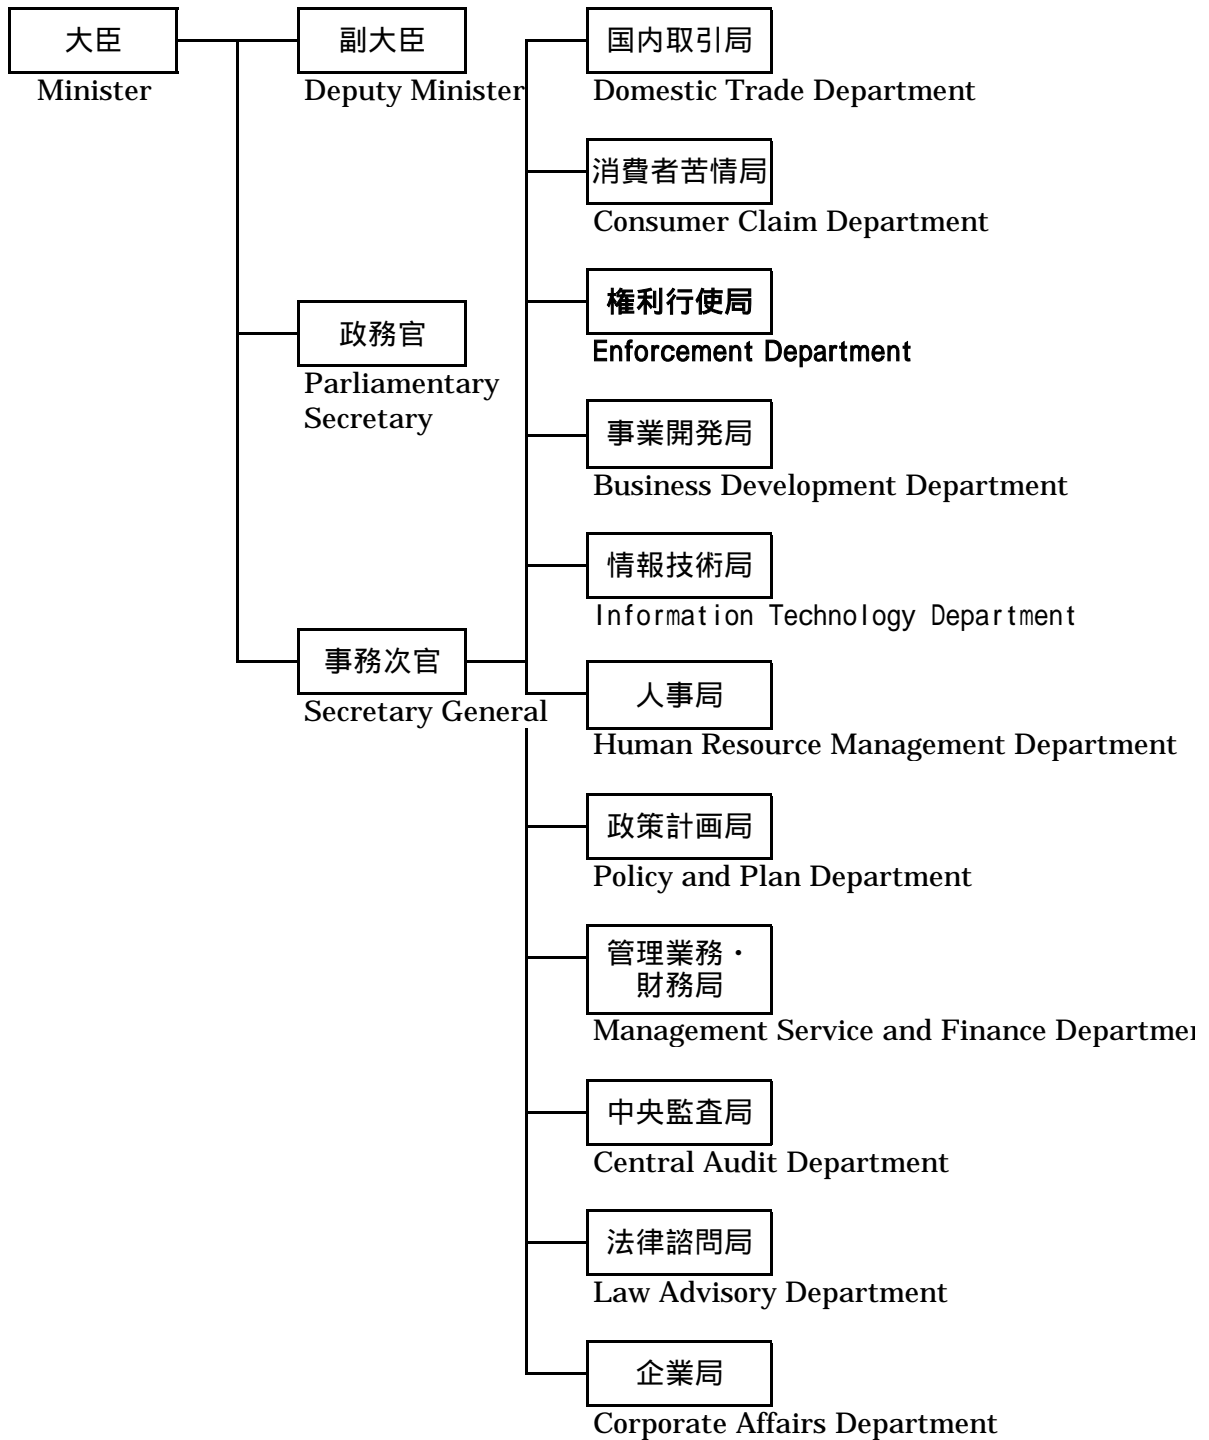 大臣
Minister
副大臣
Deputy Minister
政務官
Parliamentary
Secretary
事務次官
Secretary General
国内取引局
Domestic Trade Department
消費者苦情局
Consumer Claim Department
権利行使局
Enforcement Department
事業開発局
Business Development Department
情報技術局
Information Technology Department
人事局
Human Resource Management Department
政策計画局
Policy and Plan Department
管理業務・
財務局
Management Service and Finance Departmen
中央監査局
Central Audit Department
法律諮問局
Law Advisory Department
企業局
Corporate Affairs Department